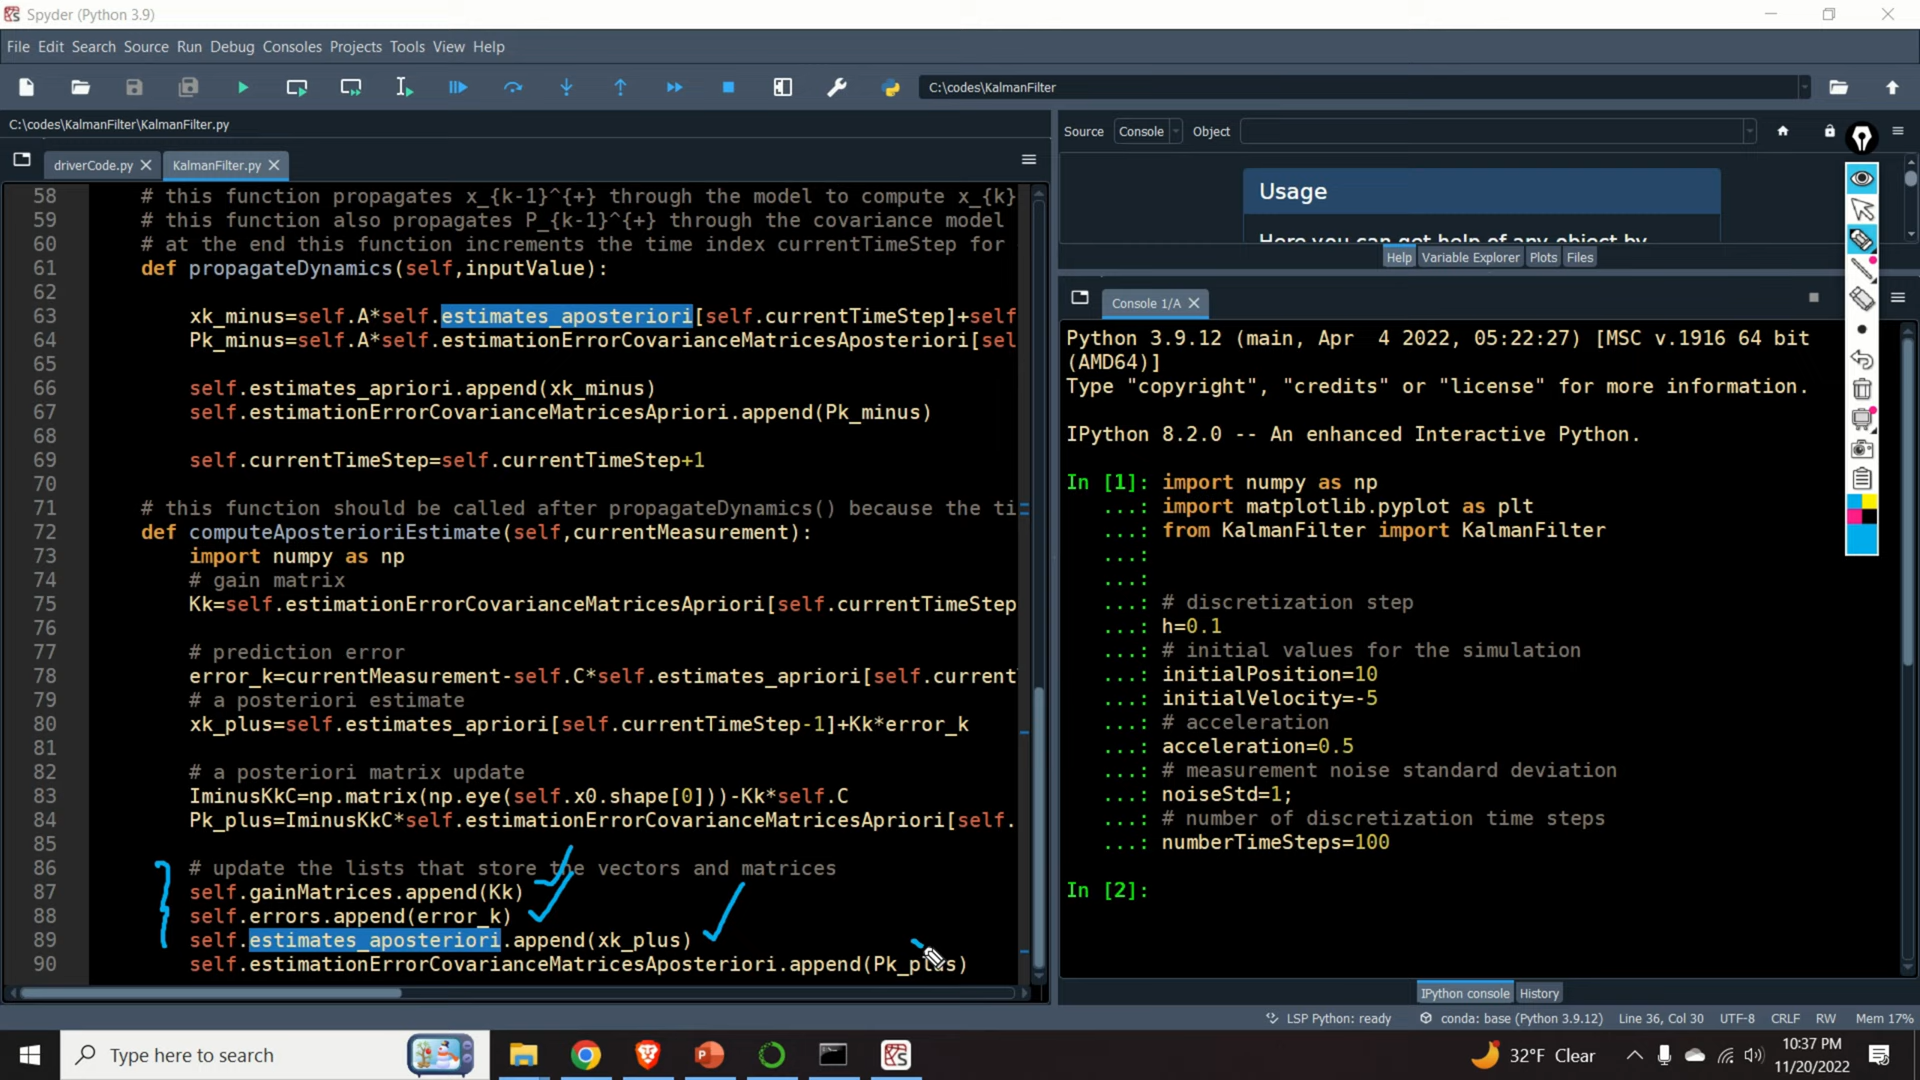 Spyder (Python 3.9)
File Edit Search Source Run Debug Consoles Projects Tools View Help
C:\codes\KalmanFilter
C:\codes\KalmanFilter\KalmanFilter.py
driverCode.py
KalmanFilter.py
58 # this function propagates x_{k-1}^{+} through the model to compute x_{k}
59 # this function also propagates P_{k-1}^{+} through the covariance model
60 # at the end this function increments the time index currentTimeStep for
61 def propagateDynamics(self,inputValue):
62
63 xk_minus=self.A*self.estimates_aposteriori[self.currentTimeStep]+self
64 Pk_minus=self.A*self.estimationErrorCovarianceMatricesAposteriori[sel
65
66 self.estimates_apriori.append(xk_minus)
67 self.estimationErrorCovarianceMatricesApriori.append(Pk_minus)
68
69 self.currentTimeStep=self.currentTimeStep+1
70
71 # this function should be called after propagateDynamics() because the ti
72 def computeAposterioriEstimate(self,currentMeasurement):
73 import numpy as np
74 # gain matrix
75 Kk=self.estimationErrorCovarianceMatricesApriori[self.currentTimeStep
76
77 # prediction error
78 error_k=currentMeasurement-self.C*self.estimates_apriori[self.current
79 # a posteriori estimate
80 xk_plus=self.estimates_apriori[self.currentTimeStep-1]+Kk*error_k
81
82 # a posteriori matrix update
83 IminusKkC=np.matrix(np.eye(self.x0.shape[0]))-Kk*self.C
84 Pk_plus=IminusKkC*self.estimationErrorCovarianceMatricesApriori[self.
85
86 # update the lists that store the vectors and matrices
87 self.gainMatrices.append(Kk)
88 self.errors.append(error_k)
89 self.estimates_aposteriori.append(xk_plus)
90 self.estimationErrorCovarianceMatricesAposteriori.append(Pk_plus)
Source Console Object
Usage
Here you can get help of any object by
Help Variable Explorer Plots Files
Console 1/A
Python 3.9.12 (main, Apr  4 2022, 05:22:27) [MSC v.1916 64 bit
(AMD64)]
Type "copyright", "credits" or "license" for more information.
IPython 8.2.0 -- An enhanced Interactive Python.
In [1]: import numpy as np
...: import matplotlib.pyplot as plt
...: from KalmanFilter import KalmanFilter
...:
...:
...: # discretization step
...: h=0.1
...: # initial values for the simulation
...: initialPosition=10
...: initialVelocity=-5
...: # acceleration
...: acceleration=0.5
...: # measurement noise standard deviation
...: noiseStd=1;
...: # number of discretization time steps
...: numberTimeSteps=100
In [2]:
IPython console History
LSP Python: ready conda: base (Python 3.9.12) Line 36, Col 30 UTF-8 CRLF RW Mem 17%
Type here to search
32°F Clear
10:37 PM
11/20/2022